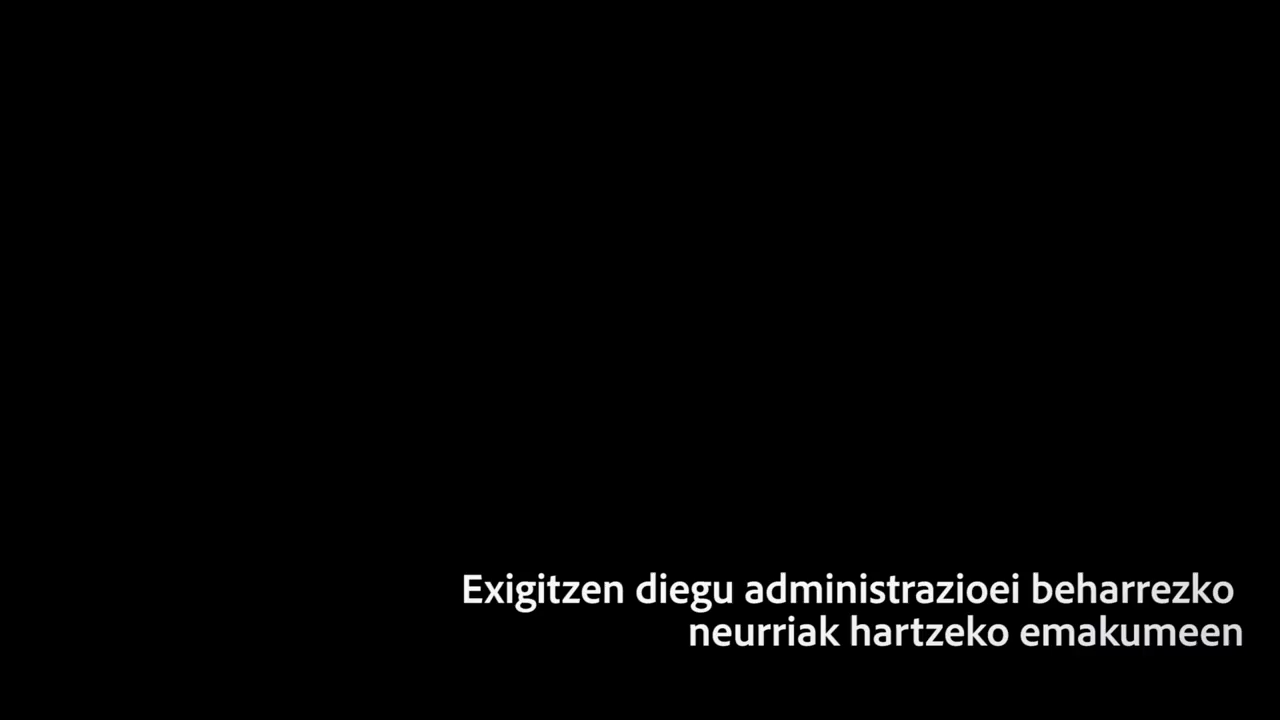 Exigitzen diegu administrazioei beharrezko
neurriak hartzeko emakumeen